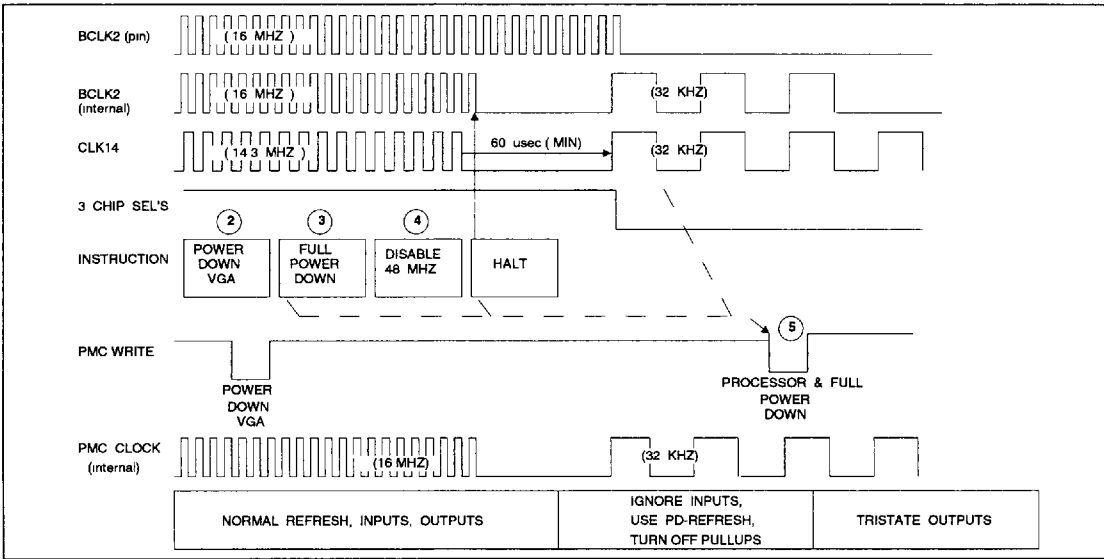 BCLK2 (pin)
( 16 MHZ )
BCLK2
(internal)
( 16 MHZ )
(32 KHZ)
CLK14
( 14 3 MHZ )
60 usec ( MIN)
(32 KHZ)
3 CHIP SEL'S
2
3
4
INSTRUCTION
POWER
DOWN
VGA
FULL
POWER
DOWN
DISABLE
48 MHZ
HALT
5
PMC WRITE
POWER
DOWN
VGA
PROCESSOR & FULL
POWER
DOWN
PMC CLOCK
(internal)
(16 MHZ)
(32 KHZ)
NORMAL REFRESH, INPUTS, OUTPUTS
IGNORE INPUTS,
USE PD-REFRESH,
TURN OFF PULLUPS
TRISTATE OUTPUTS